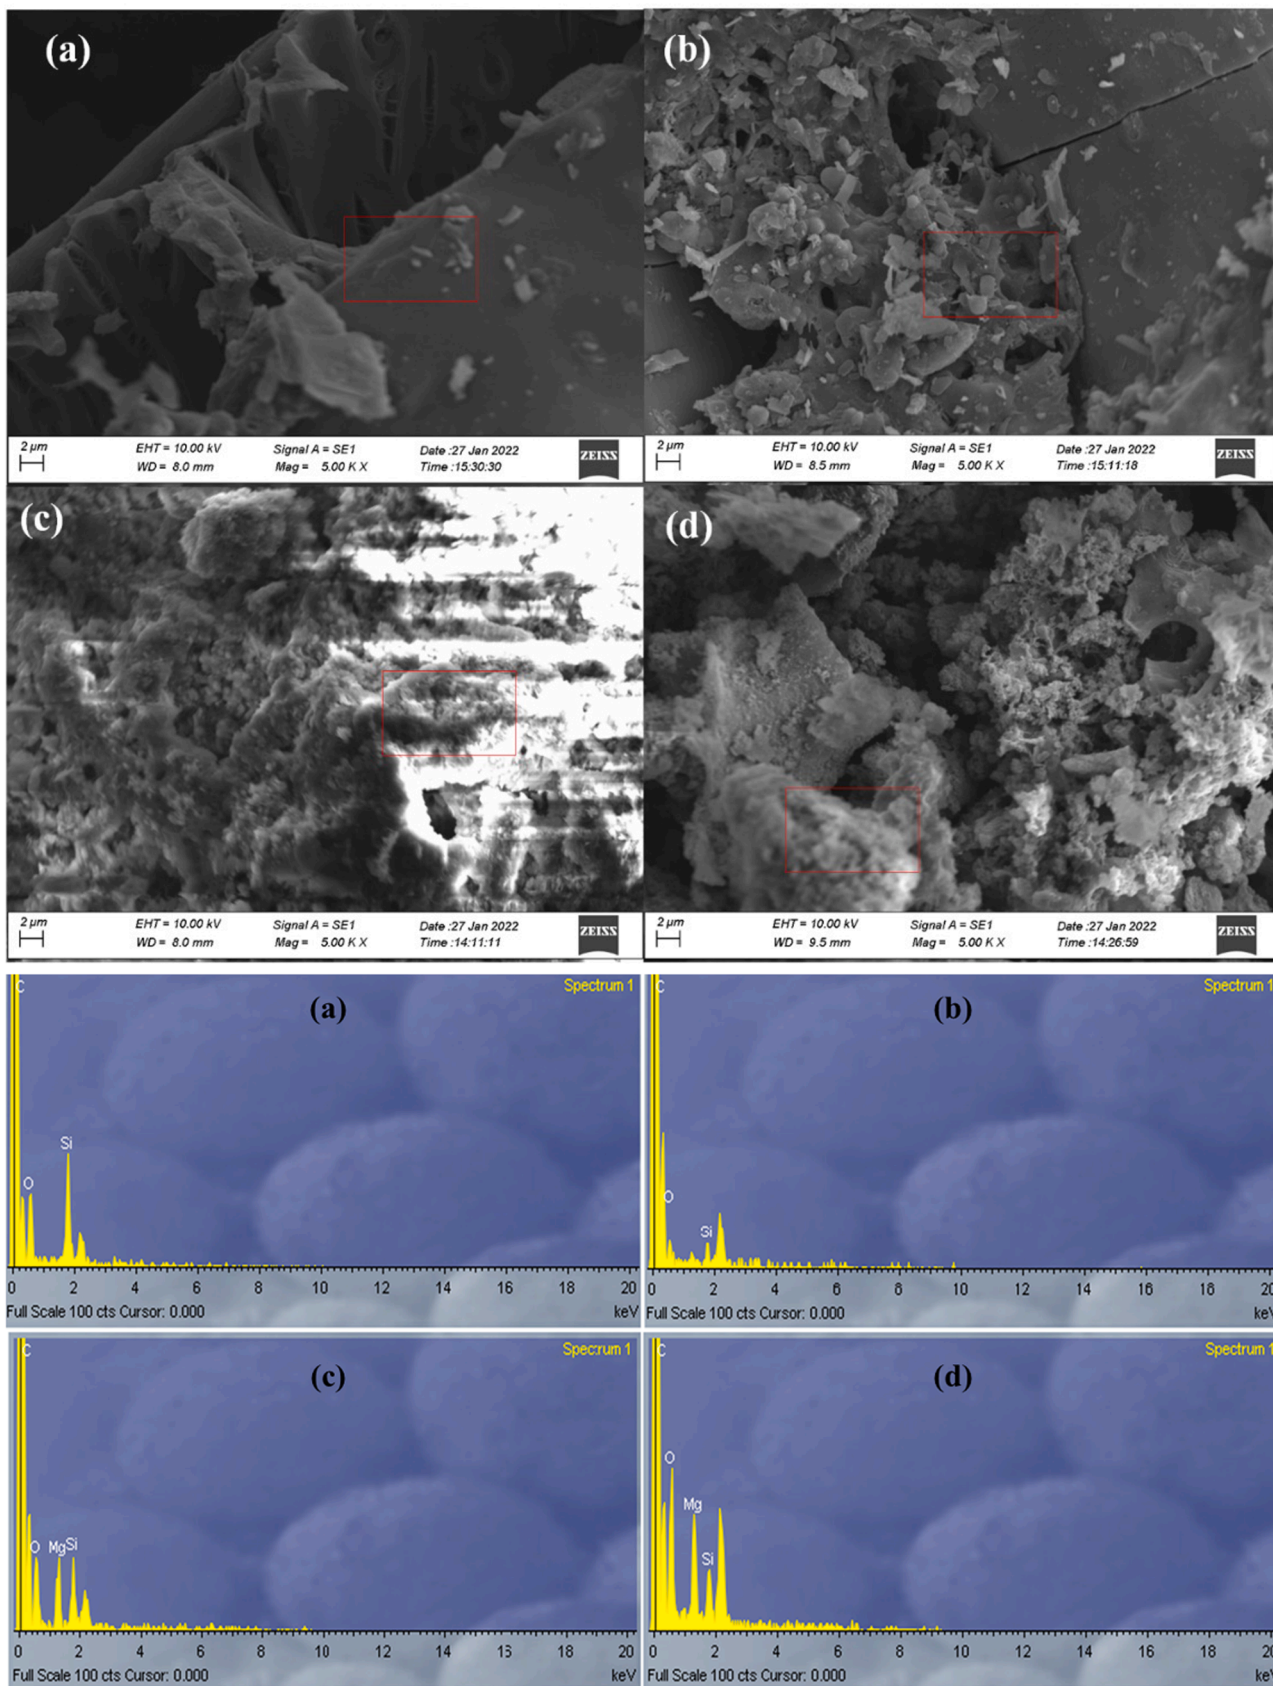 (a)
(b)
2 µm
EHT = 10.00 kV
Signal A = SE1
Date :27 Jan 2022
WD = 8.0 mm
Mag = 5.00 K X
Time :15:30:30
ZEISS
2 µm
EHT = 10.00 kV
Signal A = SE1
Date :27 Jan 2022
WD = 8.5 mm
Mag = 5.00 K X
Time :15:11:18
ZEISS
(c)
(d)
2 µm
EHT = 10.00 kV
Signal A = SE1
Date :27 Jan 2022
WD = 8.0 mm
Mag = 5.00 K X
Time :14:11:11
ZEISS
2 µm
EHT = 10.00 kV
Signal A = SE1
Date :27 Jan 2022
WD = 9.5 mm
Mag = 5.00 K X
Time :14:26:59
ZEISS
C
Spectrum 1
(a)
Si
O
0 2 4 6 8 10 12 14 16 18 20
Full Scale 100 cts Cursor: 0.000
keV
C
Spectrum 1
(b)
O
Si
0 2 4 6 8 10 12 14 16 18 20
Full Scale 100 cts Cursor: 0.000
keV
C
Spectrum 1
(c)
O Mg Si
0 2 4 6 8 10 12 14 16 18 20
Full Scale 100 cts Cursor: 0.000
keV
C
Spectrum 1
(d)
O
Mg
Si
0 2 4 6 8 10 12 14 16 18 20
Full Scale 100 cts Cursor: 0.000
keV